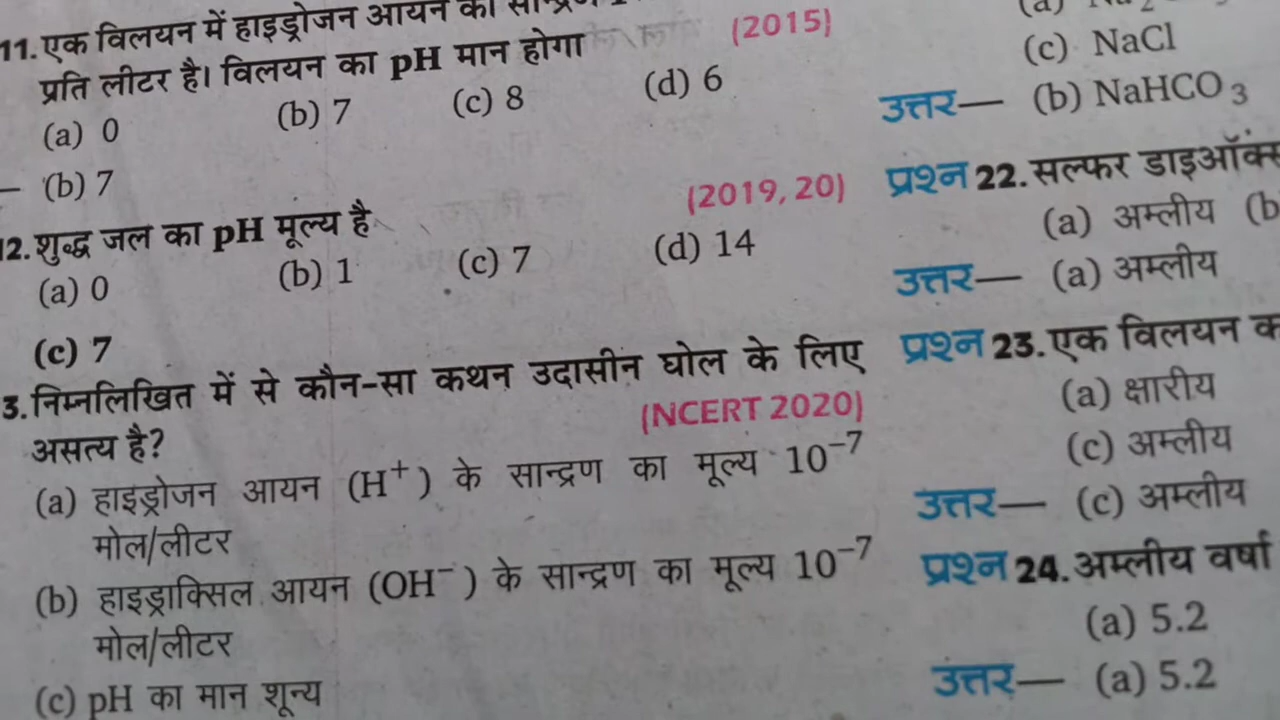 11. एक विलयन में हाइड्रोजन आयन का
प्रति लीटर है। विलयन का pH मान होगा (2015)
(a) 0 (b) 7 (c) 8 (d) 6
— (b) 7
12. शुद्ध जल का pH मूल्य है (2019, 20)
(a) 0 (b) 1 (c) 7 (d) 14
(c) 7
3. निम्नलिखित में से कौन-सा कथन उदासीन घोल के लिए
असत्य है? (NCERT 2020)
(a) हाइड्रोजन आयन (H⁺) के सान्द्रण का मूल्य 10⁻⁷
मोल/लीटर
(b) हाइड्राक्सिल आयन (OH⁻) के सान्द्रण का मूल्य 10⁻⁷
मोल/लीटर
(c) pH का मान शून्य
(c) NaCl
उत्तर— (b) NaHCO₃
प्रश्न 22. सल्फर
(a) अम्लीय (b
उत्तर— (a) अम्लीय
प्रश्न 23. एक विलयन
(a) क्षारीय
(c) अम्लीय
उत्तर— (c) अम्लीय
प्रश्न 24. अम्लीय वर्षा
(a) 5.2
उत्तर— (a) 5.2